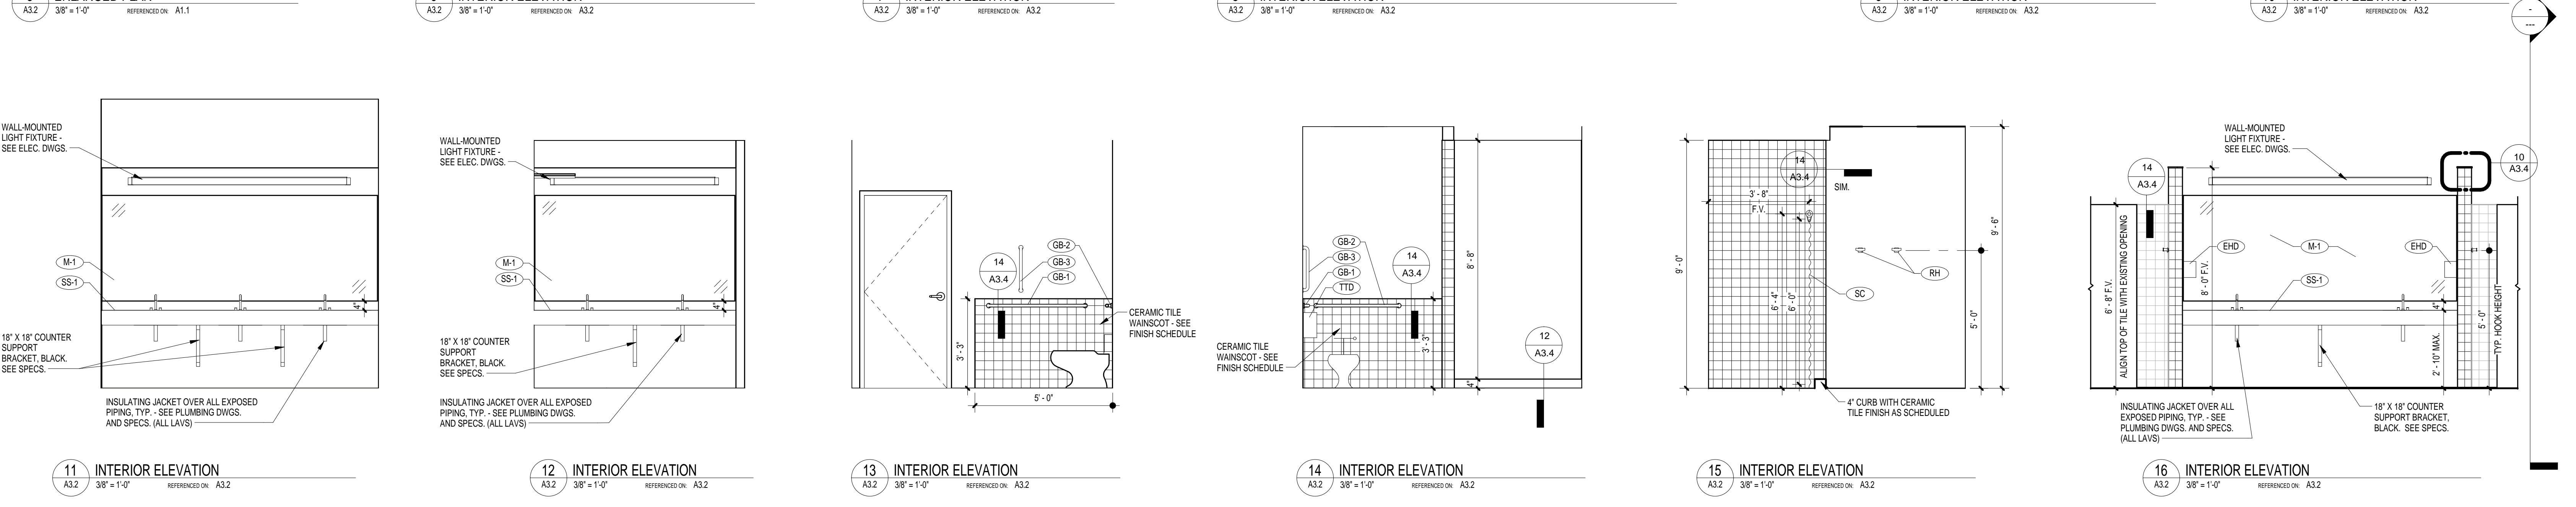 A3.2
3/8" = 1'-0"
REFERENCED ON: A1.1
A3.2
3/8" = 1'-0"
REFERENCED ON: A3.2
A3.2
3/8" = 1'-0"
REFERENCED ON: A3.2
A3.2
3/8" = 1'-0"
REFERENCED ON: A3.2
A3.2
3/8" = 1'-0"
REFERENCED ON: A3.2
A3.2
3/8" = 1'-0"
REFERENCED ON: A3.2
-
---
WALL-MOUNTED
LIGHT FIXTURE -
SEE ELEC. DWGS.
M-1
SS-1
4"
18" X 18" COUNTER
SUPPORT
BRACKET, BLACK.
SEE SPECS.
INSULATING JACKET OVER ALL EXPOSED
PIPING, TYP. - SEE PLUMBING DWGS.
AND SPECS. (ALL LAVS)
11
A3.2
INTERIOR ELEVATION
3/8" = 1'-0"
REFERENCED ON: A3.2
WALL-MOUNTED
LIGHT FIXTURE -
SEE ELEC. DWGS.
M-1
SS-1
4"
18" X 18" COUNTER
SUPPORT
BRACKET, BLACK.
SEE SPECS.
INSULATING JACKET OVER ALL EXPOSED
PIPING, TYP. - SEE PLUMBING DWGS.
AND SPECS. (ALL LAVS)
12
A3.2
INTERIOR ELEVATION
3/8" = 1'-0"
REFERENCED ON: A3.2
GB-2
GB-3
GB-1
14
A3.4
3' - 3"
CERAMIC TILE
WAINSCOT - SEE
FINISH SCHEDULE
5' - 0"
13
A3.2
INTERIOR ELEVATION
3/8" = 1'-0"
REFERENCED ON: A3.2
GB-2
GB-3
GB-1
TTD
14
A3.4
8' - 8"
3' - 3"
4"
CERAMIC TILE
WAINSCOT - SEE
FINISH SCHEDULE
12
A3.4
14
A3.2
INTERIOR ELEVATION
3/8" = 1'-0"
REFERENCED ON: A3.2
14
A3.4
SIM.
3' - 8"
F.V.
9' - 0"
6' - 4"
6' - 0"
RH
SC
9' - 6"
5' - 0"
4" CURB WITH CERAMIC
TILE FINISH AS SCHEDULED
15
A3.2
INTERIOR ELEVATION
3/8" = 1'-0"
REFERENCED ON: A3.2
WALL-MOUNTED
LIGHT FIXTURE -
SEE ELEC. DWGS.
14
A3.4
10
A3.4
6' - 8" F.V.
ALIGN TOP OF TILE WITH EXISTING OPENING
EHD
M-1
EHD
SS-1
8' - 0" F.V.
4"
2' - 10" MAX.
5' - 0"
TYP. HOOK HEIGHT
INSULATING JACKET OVER ALL
EXPOSED PIPING, TYP. - SEE
PLUMBING DWGS. AND SPECS.
(ALL LAVS)
18" X 18" COUNTER
SUPPORT BRACKET,
BLACK. SEE SPECS.
16
A3.2
INTERIOR ELEVATION
3/8" = 1'-0"
REFERENCED ON: A3.2